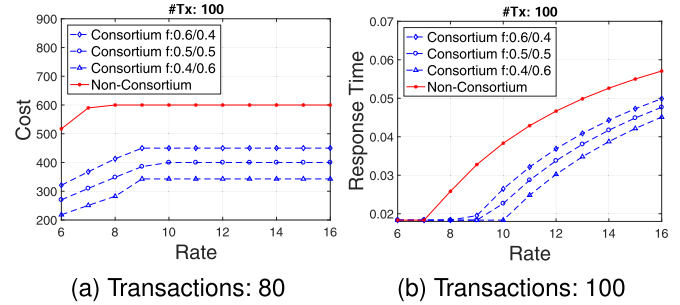 #Tx: 100
900
800
700
600
500
400
300
200
Cost
Consortium f:0.6/0.4
Consortium f:0.5/0.5
Consortium f:0.4/0.6
Non-Consortium
6
8
10
12
14
16
Rate
(a) Transactions: 80
#Tx: 100
0.07
0.06
0.05
0.04
0.03
0.02
Response Time
Consortium f:0.6/0.4
Consortium f:0.5/0.5
Consortium f:0.4/0.6
Non-Consortium
6
8
10
12
14
16
Rate
(b) Transactions: 100